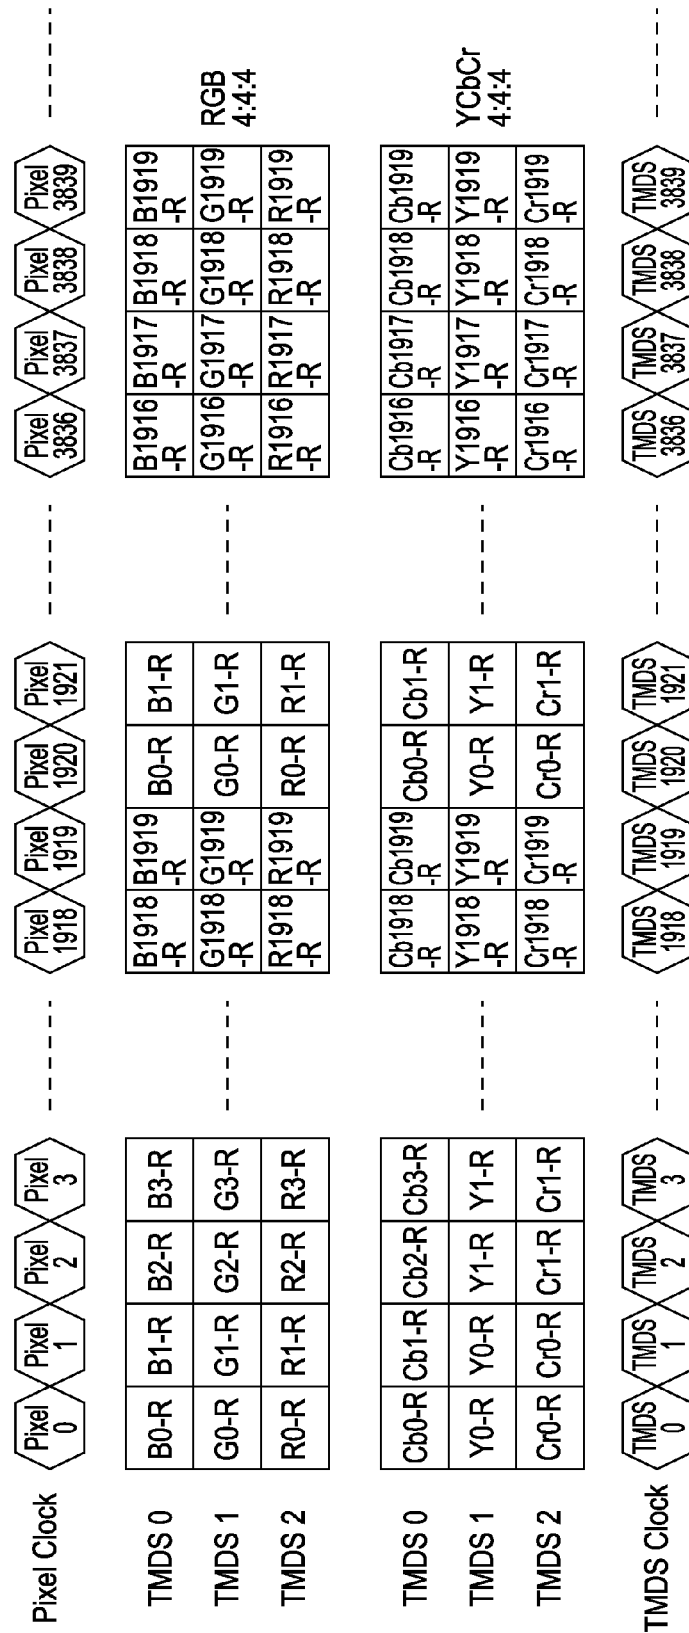 Pixel Clock
Pixel 0
Pixel 1
Pixel 2
Pixel 3
Pixel 1918
Pixel 1919
Pixel 1920
Pixel 1921
Pixel 3836
Pixel 3837
Pixel 3838
Pixel 3839
TMDS 0
B0-R B1-R B2-R B3-R B1918-R B1919-R B0-R B1-R B1916-R B1917-R B1918-R B1919-R
TMDS 1
G0-R G1-R G2-R G3-R G1918-R G1919-R G0-R G1-R G1916-R G1917-R G1918-R G1919-R
TMDS 2
R0-R R1-R R2-R R3-R R1918-R R1919-R R0-R R1-R R1916-R R1917-R R1918-R R1919-R
RGB
4:4:4
TMDS 0
Cb0-R Cb1-R Cb2-R Cb3-R Cb1918-R Cb1919-R Cb0-R Cb1-R Cb1916-R Cb1917-R Cb1918-R Cb1919-R
TMDS 1
Y0-R Y0-R Y1-R Y1-R Y1918-R Y1919-R Y0-R Y1-R Y1916-R Y1917-R Y1918-R Y1919-R
TMDS 2
Cr0-R Cr0-R Cr1-R Cr1-R Cr1918-R Cr1919-R Cr0-R Cr1-R Cr1916-R Cr1917-R Cr1918-R Cr1919-R
YCbCr
4:4:4
TMDS Clock
TMDS 0
TMDS 1
TMDS 2
TMDS 3
TMDS 1918
TMDS 1919
TMDS 1920
TMDS 1921
TMDS 3836
TMDS 3837
TMDS 3838
TMDS 3839